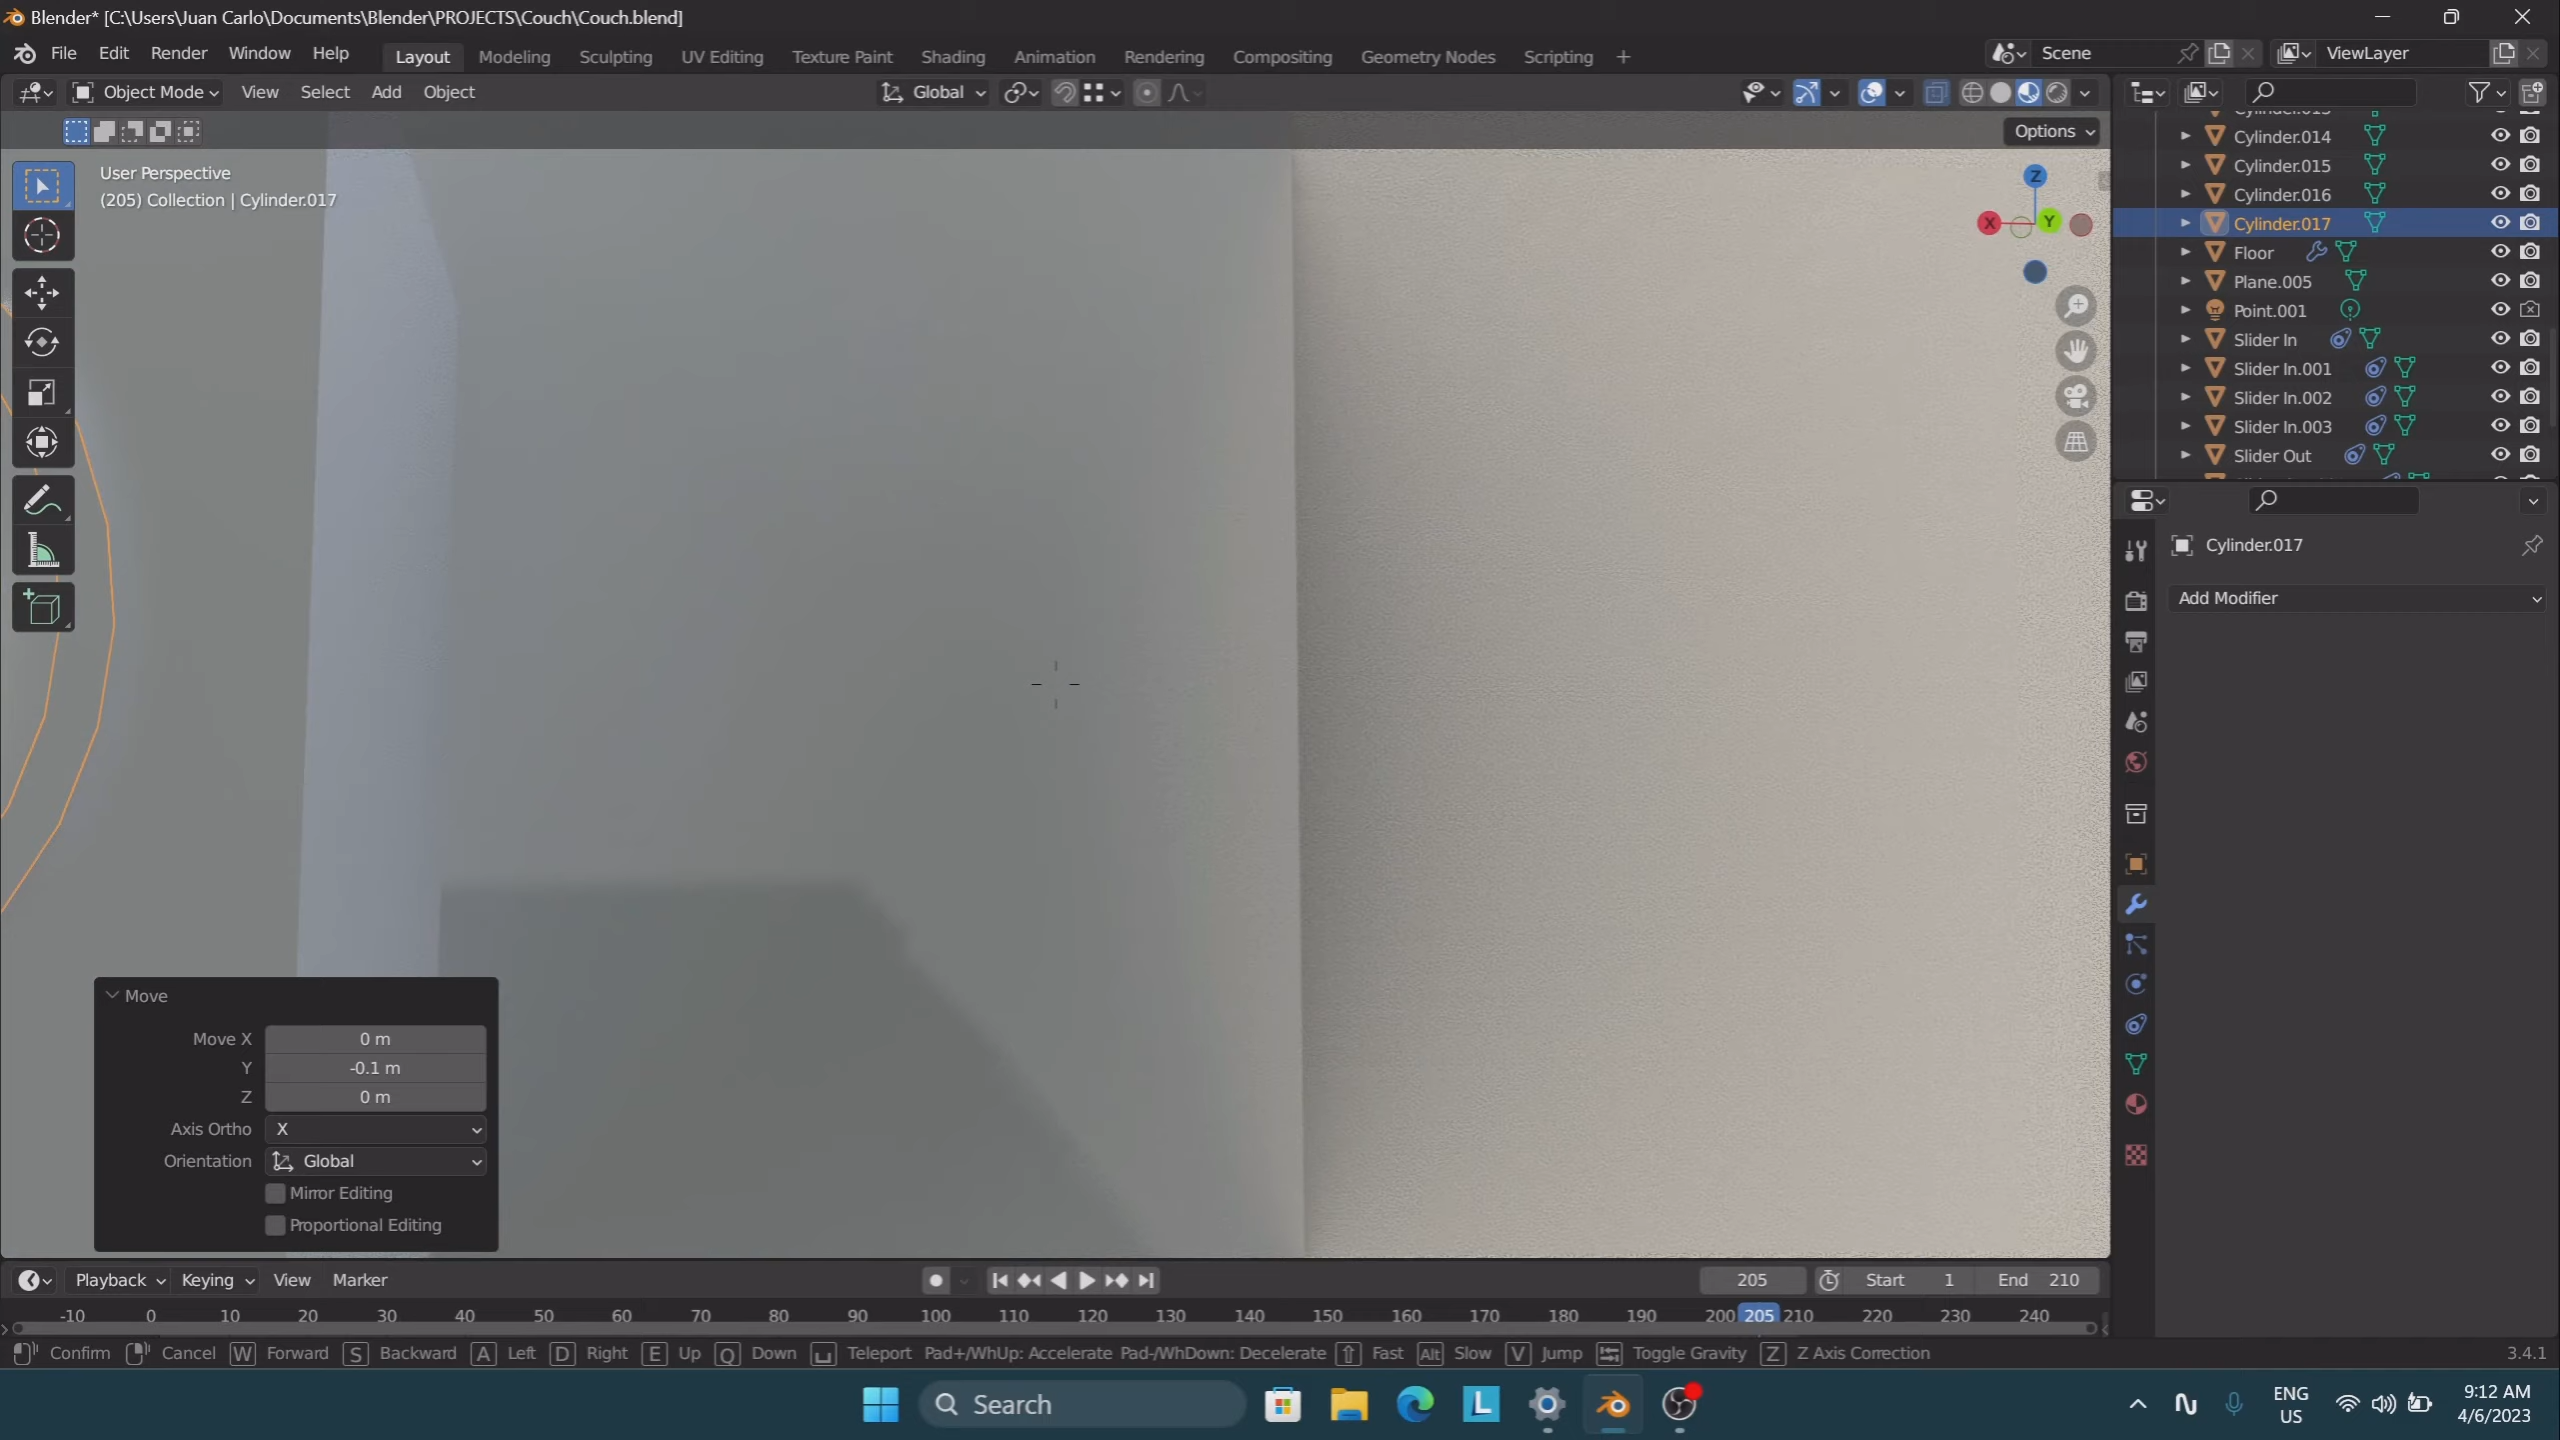 Blender* [C:\Users\Juan Carlo\Documents\Blender\PROJECTS\Couch\Couch.blend]
File Edit Render Window Help Layout Modeling Sculpting UV Editing Texture Paint Shading Animation Rendering Compositing Geometry Nodes Scripting + Scene ViewLayer
Object Mode View Select Add Object Global
Options
User Perspective
(205) Collection | Cylinder.017
Z
X
Y
Cylinder.014
Cylinder.015
Cylinder.016
Cylinder.017
Floor
Plane.005
Point.001
Slider In
Slider In.001
Slider In.002
Slider In.003
Slider Out
Cylinder.017
Add Modifier
Move
Move X 0 m
Y -0.1 m
Z 0 m
Axis Ortho X
Orientation Global
Mirror Editing
Proportional Editing
Playback Keying View Marker 205 Start 1 End 210
-10 0 10 20 30 40 50 60 70 80 90 100 110 120 130 140 150 160 170 180 190 200 205 210 220 230 240
Confirm Cancel W Forward S Backward A Left D Right E Up Q Down Teleport Pad+/WhUp: Accelerate Pad-/WhDown: Decelerate Fast Alt Slow V Jump Toggle Gravity Z Z Axis Correction 3.4.1
Search
L
ENG
US
9:12 AM
4/6/2023